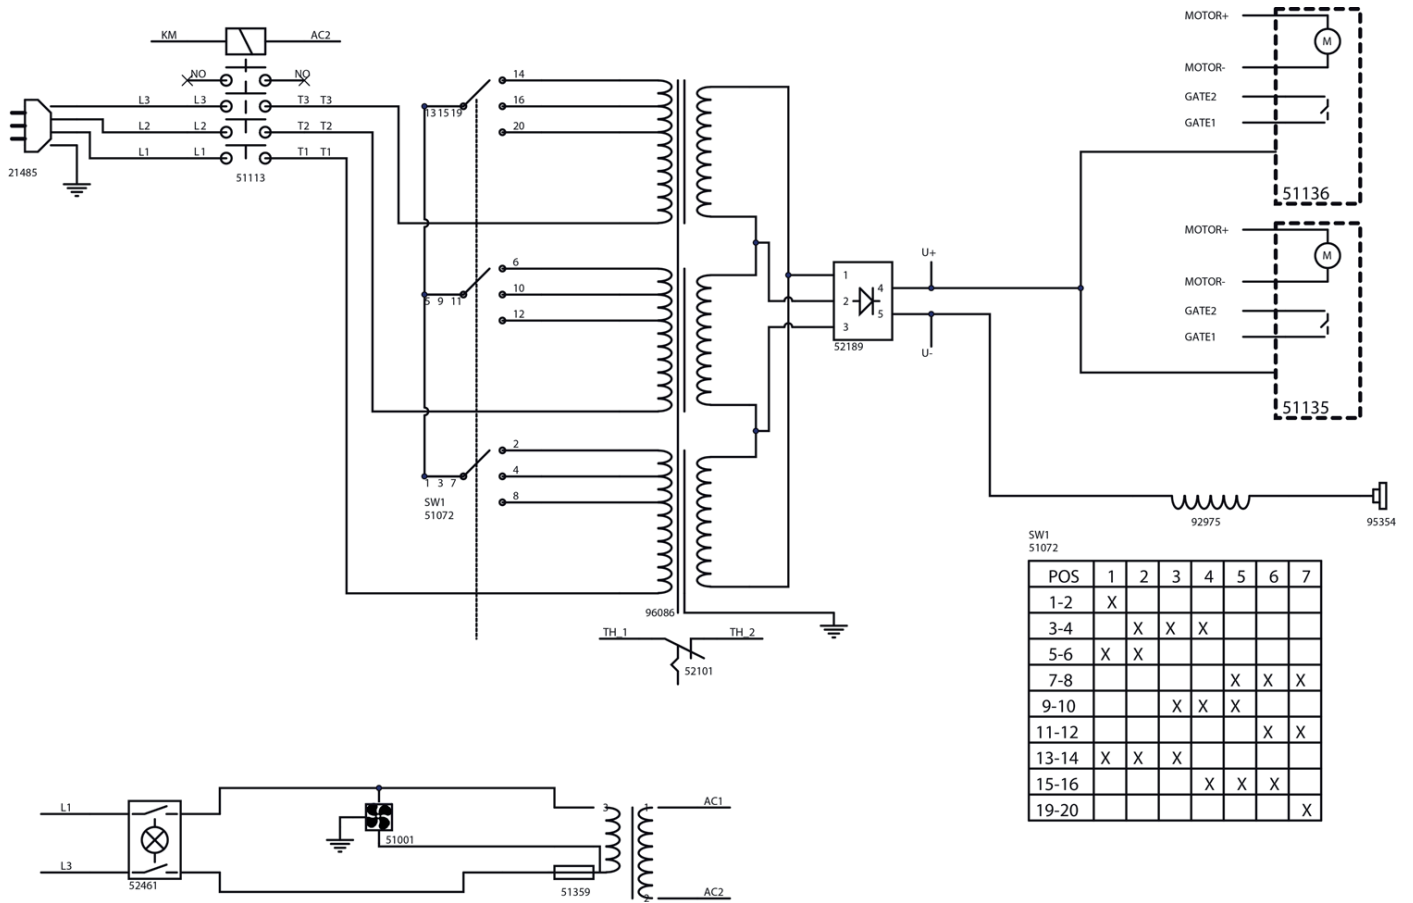 KM AC2
NO NO
L3 L3 T3 T3
L2 L2 T2 T2
L1 L1 T1 T1
21485
51113
14
13 15 19
16
20
6
5 9 11
10
12
2
1 3 7
4
8
SW1
51072
96086
TH_1 TH_2
52101
1
2
3
4
5
52189
U+
U-
MOTOR+
M
MOTOR-
GATE2
GATE1
51136
MOTOR+
M
MOTOR-
GATE2
GATE1
51135
92975
95354
SW1
51072
POS 1 2 3 4 5 6 7
1-2 X
3-4 X X X
5-6 X X
7-8 X X X
9-10 X X X
11-12 X X
13-14 X X X
15-16 X X X
19-20 X
L1
L3
52461
51001
51359
3
1
2
AC1
AC2